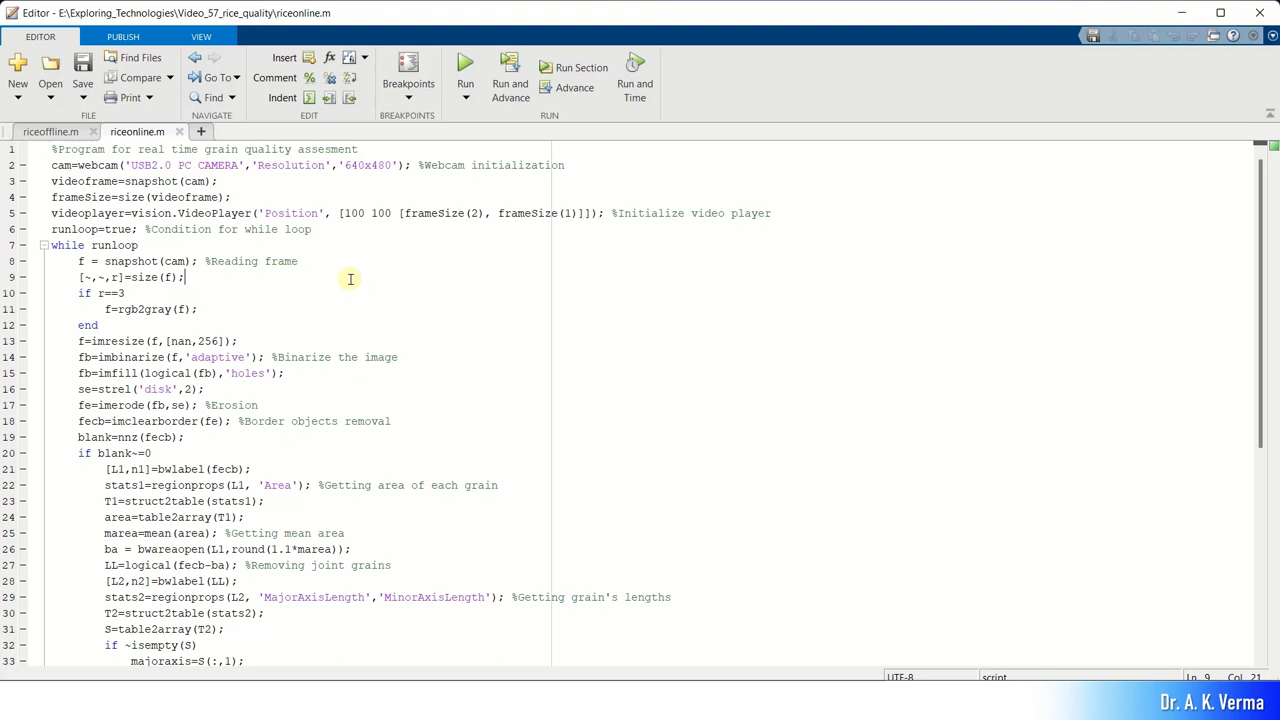 Editor - E:\Exploring_Technologies\Video_57_rice_quality\riceonline.m
EDITOR PUBLISH VIEW
New Open Save Find Files Compare Print
Go To Find
Insert Comment Indent
Breakpoints
Run Run and Advance Run Section Advance Run and Time
FILE NAVIGATE EDIT BREAKPOINTS RUN
riceoffline.m riceonline.m
1 %Program for real time grain quality assesment
2 cam=webcam('USB2.0 PC CAMERA','Resolution','640x480'); %Webcam initialization
3 videoframe=snapshot(cam);
4 frameSize=size(videoframe);
5 videoplayer=vision.VideoPlayer('Position', [100 100 [frameSize(2), frameSize(1)]]); %Initialize video player
6 runloop=true; %Condition for while loop
7 while runloop
8 f = snapshot(cam); %Reading frame
9 [~,~,r]=size(f);
10 if r==3
11 f=rgb2gray(f);
12 end
13 f=imresize(f,[nan,256]);
14 fb=imbinarize(f,'adaptive'); %Binarize the image
15 fb=imfill(logical(fb),'holes');
16 se=strel('disk',2);
17 fe=imerode(fb,se); %Erosion
18 fecb=imclearborder(fe); %Border objects removal
19 blank=nnz(fecb);
20 if blank~=0
21 [L1,n1]=bwlabel(fecb);
22 stats1=regionprops(L1, 'Area'); %Getting area of each grain
23 T1=struct2table(stats1);
24 area=table2array(T1);
25 marea=mean(area); %Getting mean area
26 ba = bwareaopen(L1,round(1.1*marea));
27 LL=logical(fecb-ba); %Removing joint grains
28 [L2,n2]=bwlabel(LL);
29 stats2=regionprops(L2, 'MajorAxisLength','MinorAxisLength'); %Getting grain's lengths
30 T2=struct2table(stats2);
31 S=table2array(T2);
32 if ~isempty(S)
33 majoraxis=S(:,1);
UTF-8 script Ln 9 Col 21
Dr. A. K. Verma